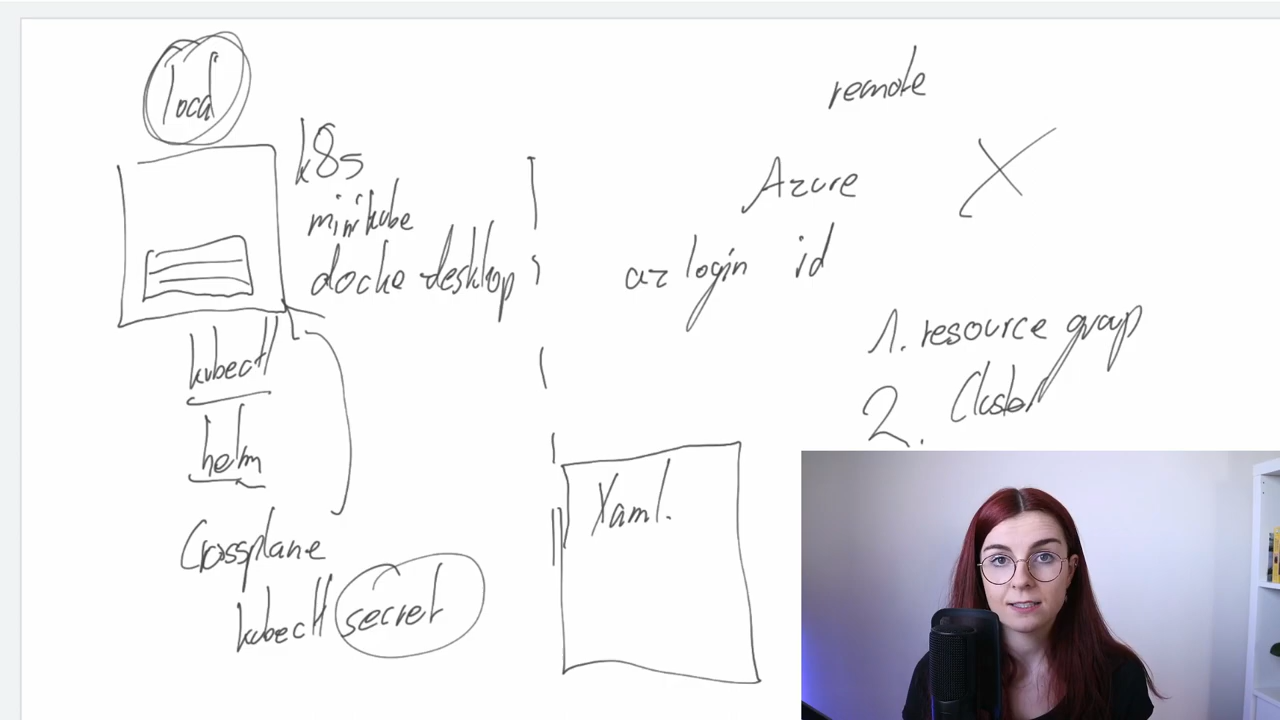 local
k8s
minikube
docke desktop
kubectl
helm
Crossplane
kubectl secret
remote
Azure X
az login id
1. resource group
2. Cluster
Yaml.